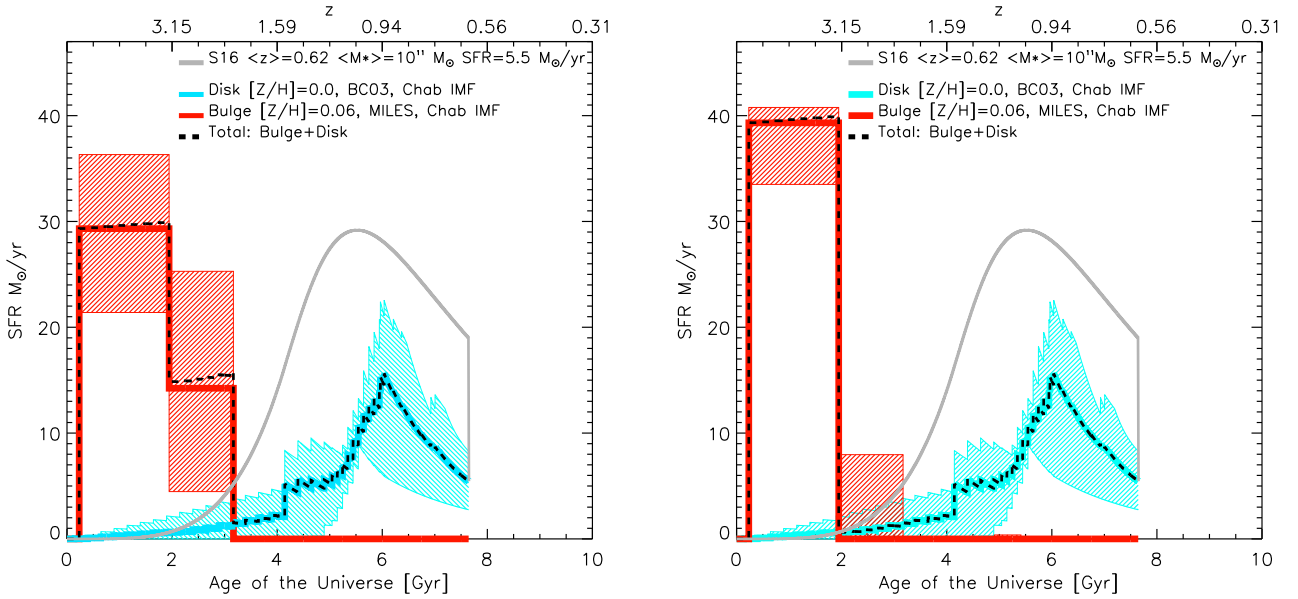 z
3.15 1.59 0.94 0.56 0.31
S16 <z>=0.62 <M*>=10¹¹ M☉ SFR=5.5 M☉/yr
Disk [Z/H]=0.0, BC03, Chab IMF
Bulge [Z/H]=0.06, MILES, Chab IMF
Total: Bulge+Disk
40
30
20
10
0
SFR M☉/yr
0 2 4 6 8 10
Age of the Universe [Gyr]
z
3.15 1.59 0.94 0.56 0.31
S16 <z>=0.62 <M*>=10¹¹M☉ SFR=5.5 M☉/yr
Disk [Z/H]=0.0, BC03, Chab IMF
Bulge [Z/H]=0.06, MILES, Chab IMF
Total: Bulge+Disk
40
30
20
10
0
SFR M☉/yr
0 2 4 6 8 10
Age of the Universe [Gyr]